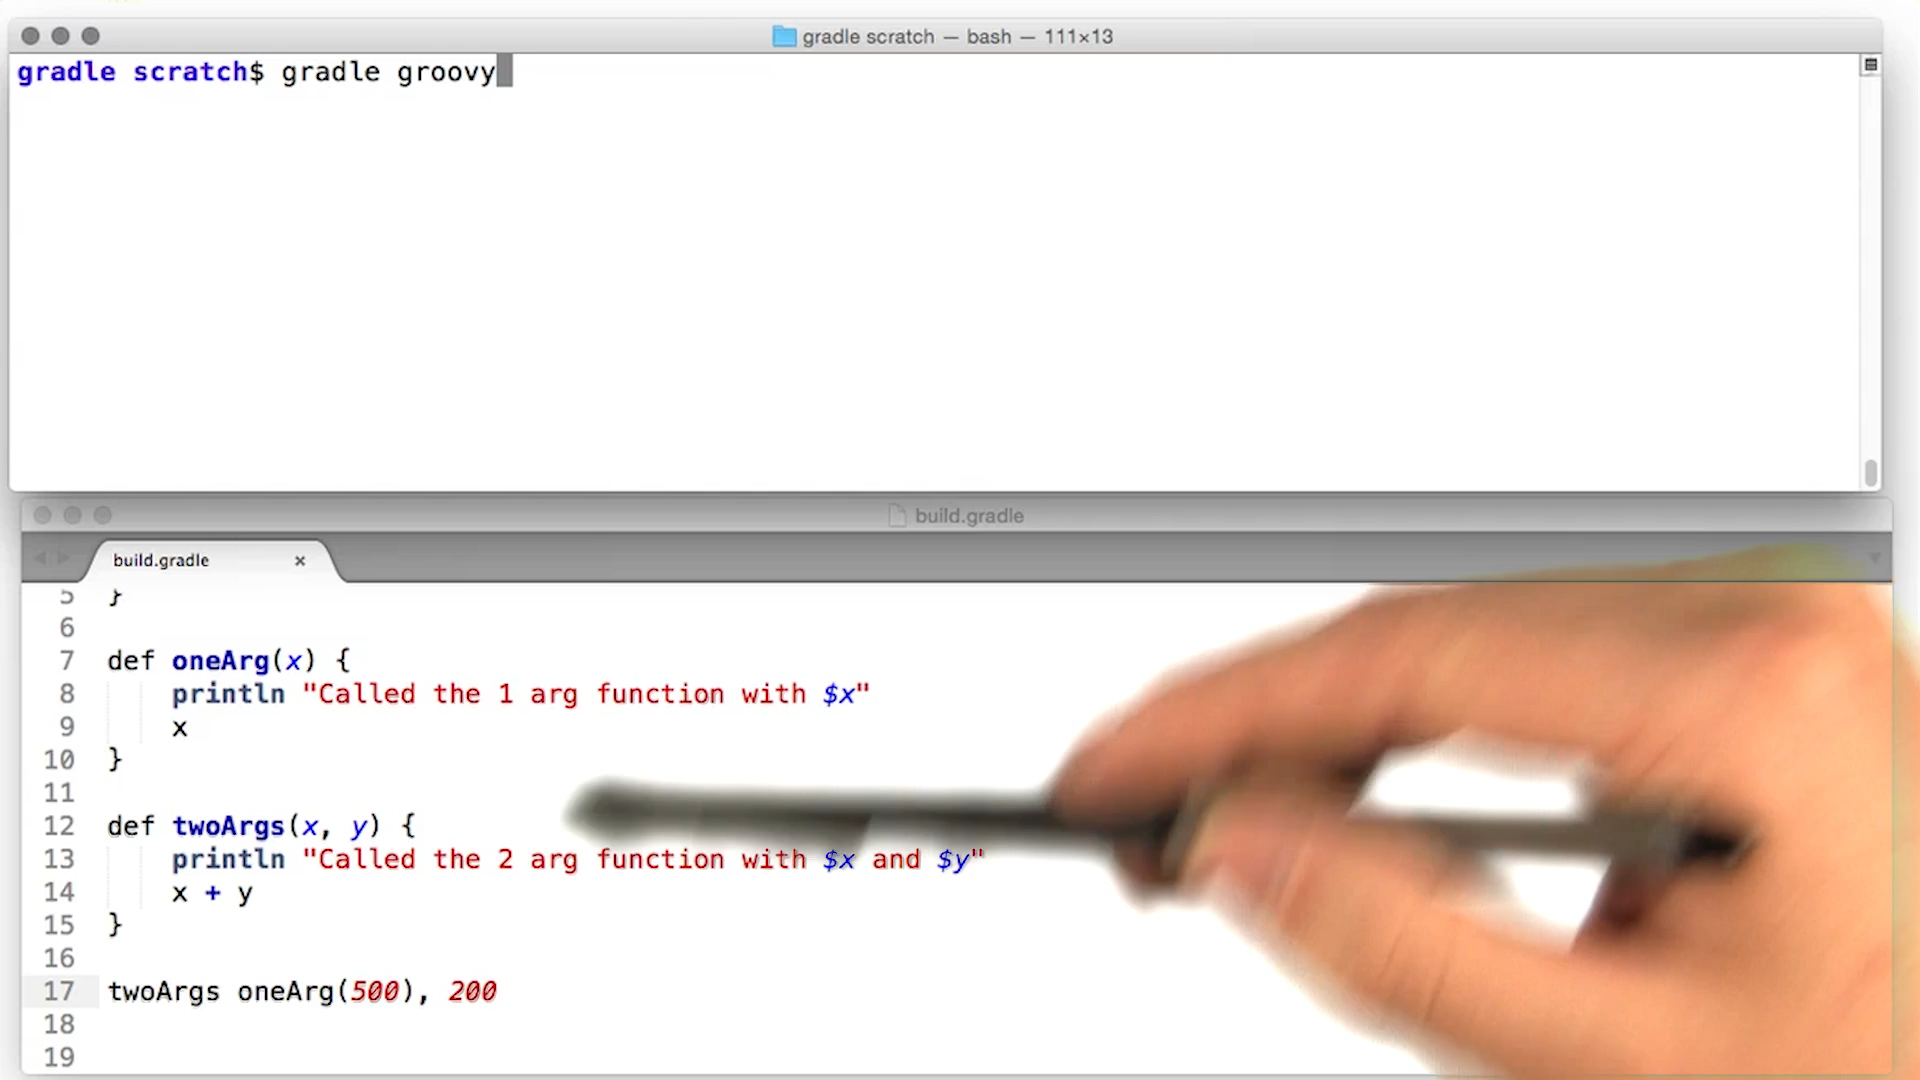 gradle scratch — bash — 111×13
gradle scratch$ gradle groovy
build.gradle
build.gradle ×
5 }
6
7 def oneArg(x) {
8 println "Called the 1 arg function with $x"
9 x
10 }
11
12 def twoArgs(x, y) {
13 println "Called the 2 arg function with $x and $y"
14 x + y
15 }
16
17 twoArgs oneArg(500), 200
18
19